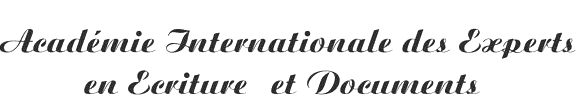 Académie Internationale des Experts
en Ecriture et Documents